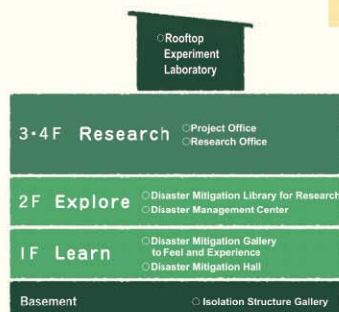 ○Rooftop
Experiment
Laboratory
3・4F Research
○Project Office
○Research Office
2F Explore
○Disaster Mitigation Library for Research
○Disaster Management Center
1F Learn
○Disaster Mitigation Gallery
to Feel and Experience
○Disaster Mitigation Hall
Basement
○Isolation Structure Gallery